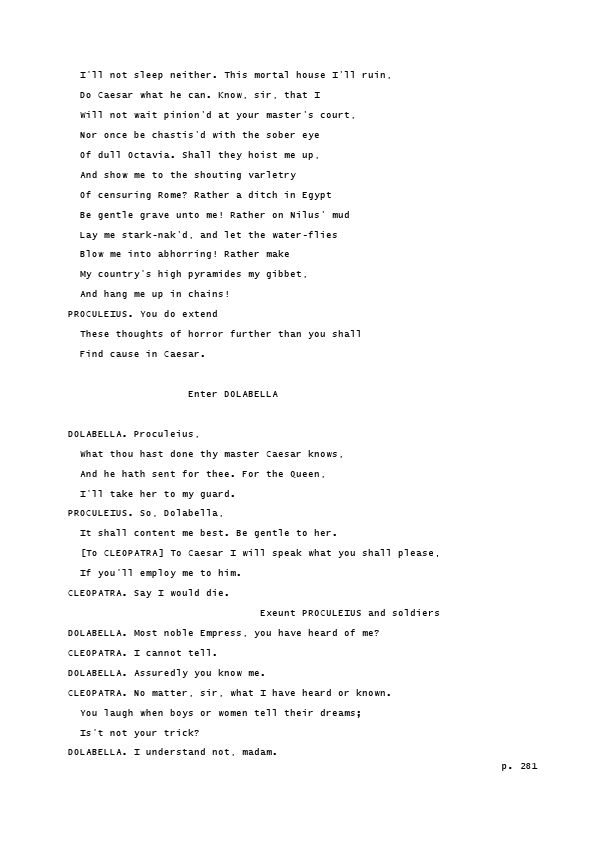 I'll not sleep neither. This mortal house I'll ruin,
Do Caesar what he can. Know, sir, that I
Will not wait pinion'd at your master's court,
Nor once be chastis'd with the sober eye
Of dull Octavia. Shall they hoist me up,
And show me to the shouting varletry
Of censuring Rome? Rather a ditch in Egypt
Be gentle grave unto me! Rather on Nilus' mud
Lay me stark-nak'd, and let the water-flies
Blow me into abhorring! Rather make
My country's high pyramides my gibbet,
And hang me up in chains!
PROCULEIUS. You do extend
These thoughts of horror further than you shall
Find cause in Caesar.
Enter DOLABELLA
DOLABELLA. Proculeius,
What thou hast done thy master Caesar knows,
And he hath sent for thee. For the Queen,
I'll take her to my guard.
PROCULEIUS. So, Dolabella,
It shall content me best. Be gentle to her.
[To CLEOPATRA] To Caesar I will speak what you shall please,
If you'll employ me to him.
CLEOPATRA. Say I would die.
Exeunt PROCULEIUS and soldiers
DOLABELLA. Most noble Empress, you have heard of me?
CLEOPATRA. I cannot tell.
DOLABELLA. Assuredly you know me.
CLEOPATRA. No matter, sir, what I have heard or known.
You laugh when boys or women tell their dreams;
Is't not your trick?
DOLABELLA. I understand not, madam.
p. 281